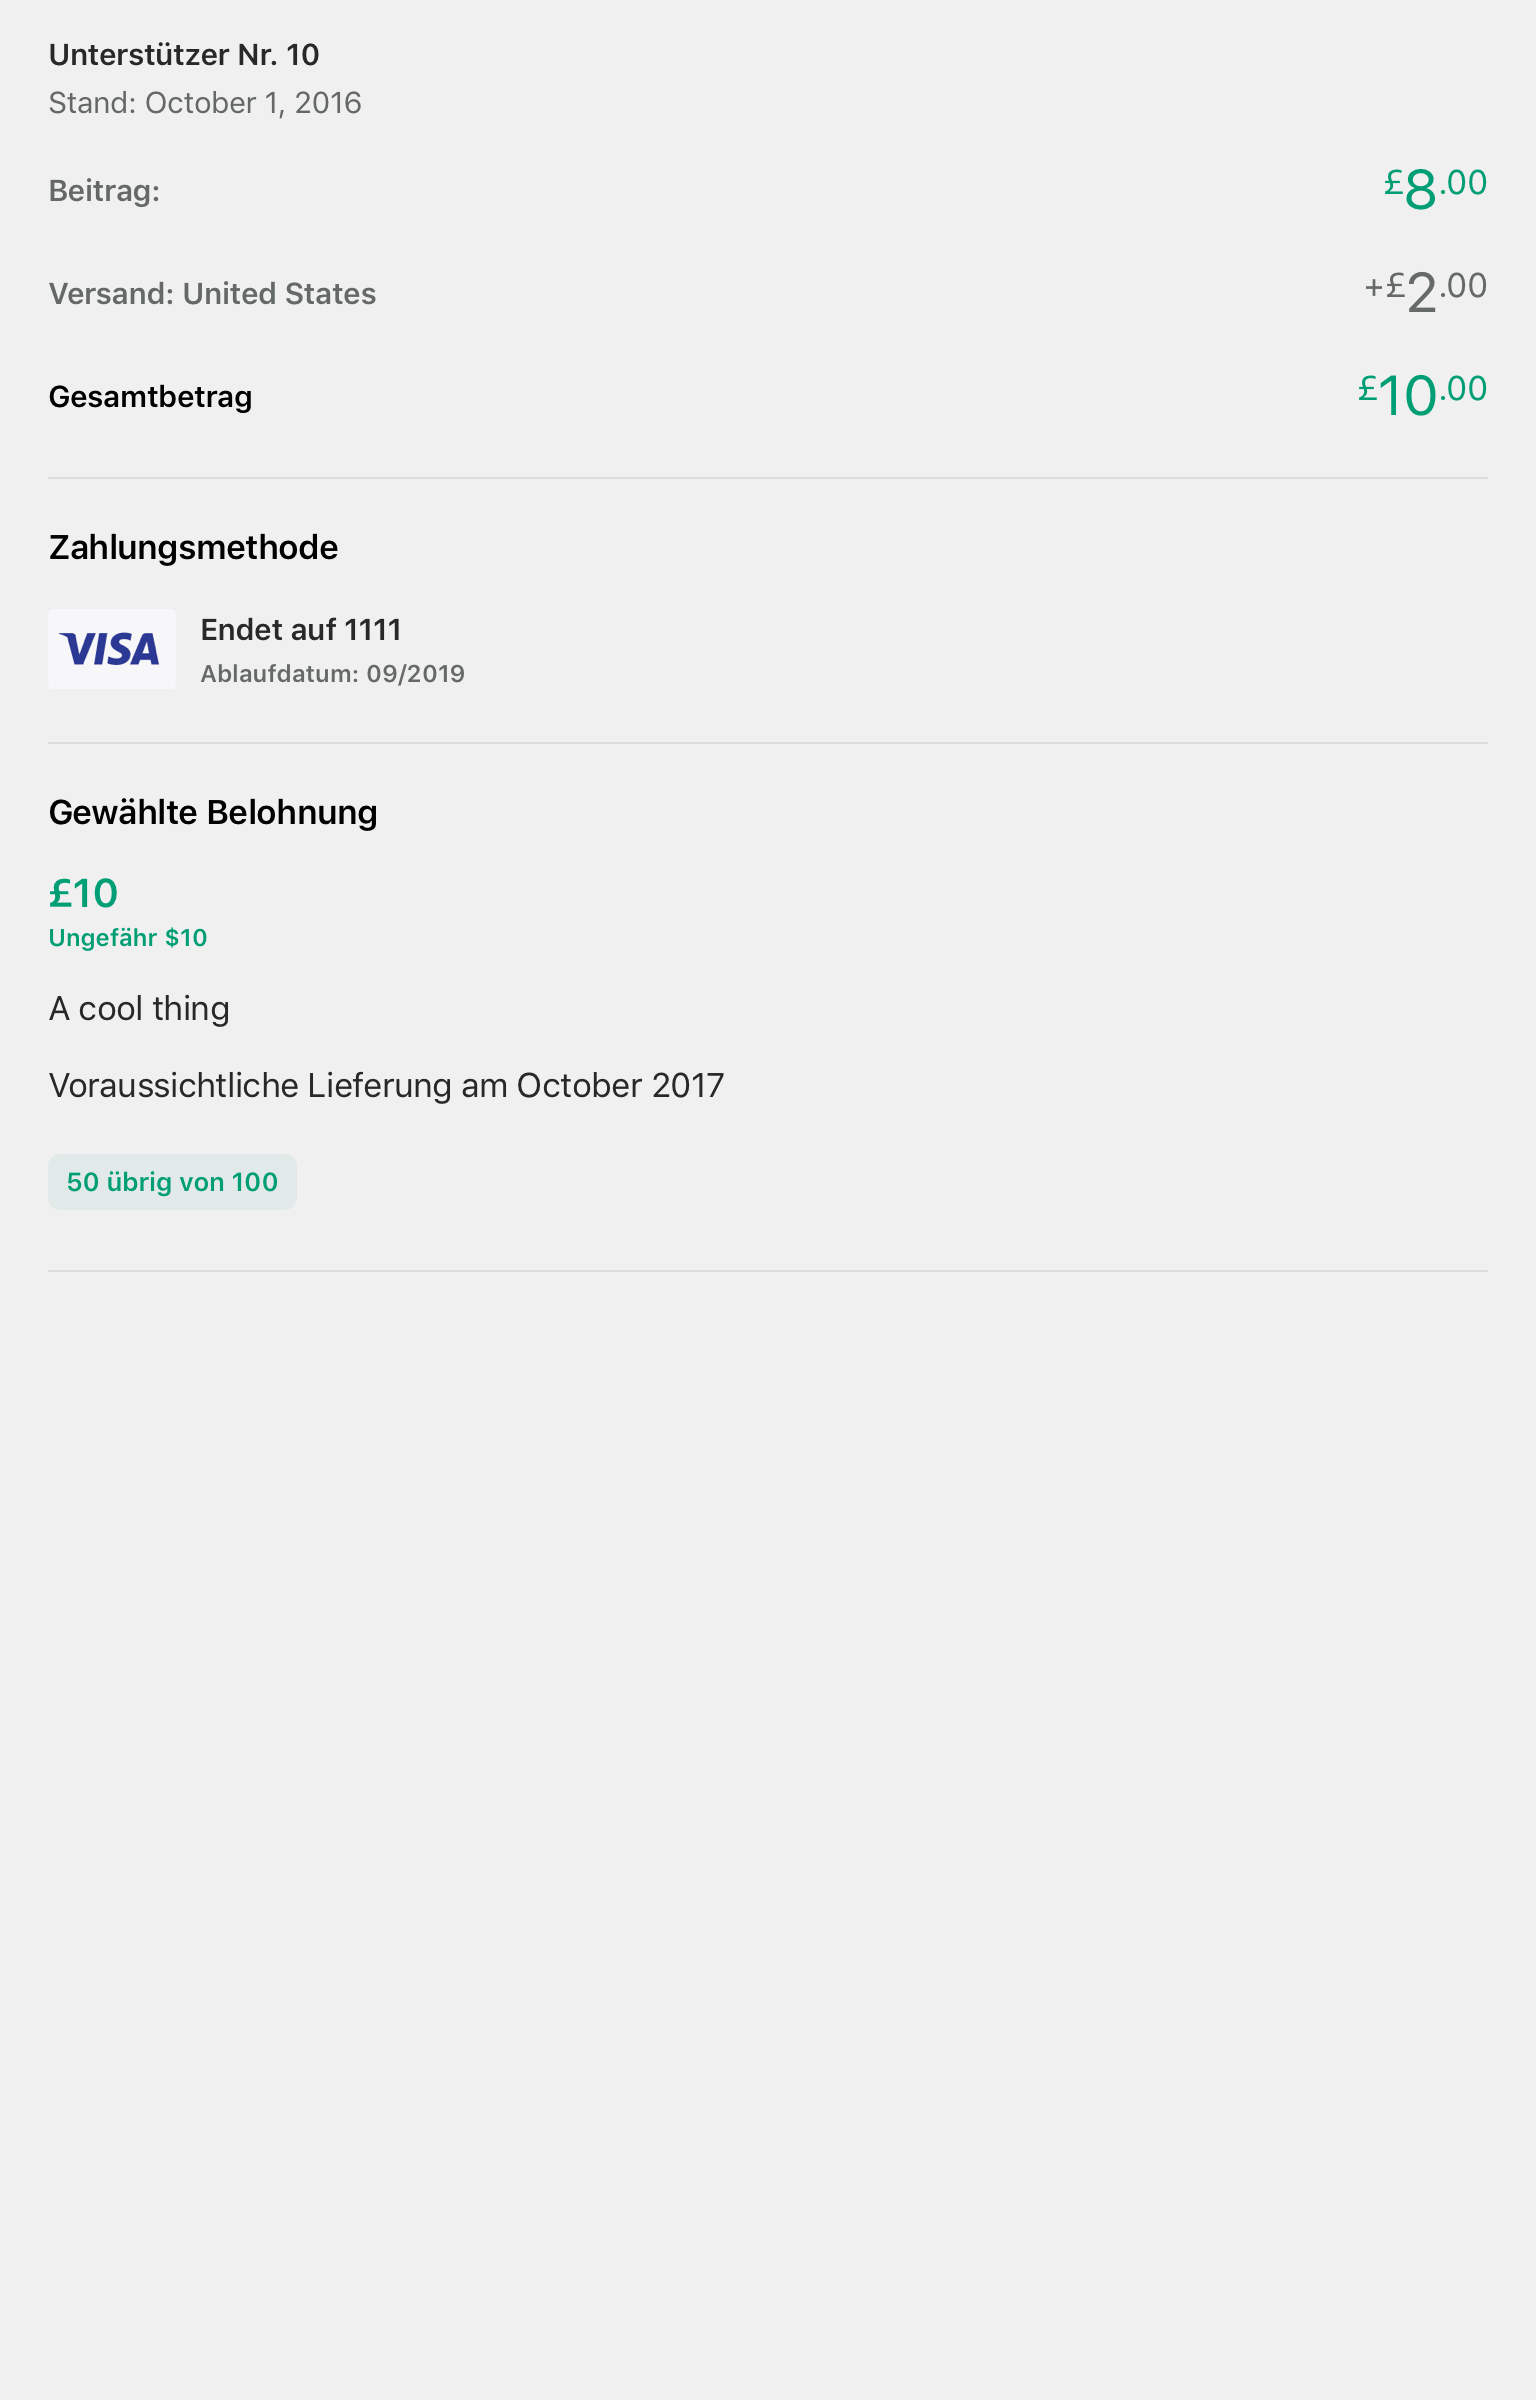 Unterstützer Nr. 10
Stand: October 1, 2016
Beitrag: £8.00
Versand: United States +£2.00
Gesamtbetrag £10.00
Zahlungsmethode
VISA
Endet auf 1111
Ablaufdatum: 09/2019
Gewählte Belohnung
£10
Ungefähr $10
A cool thing
Voraussichtliche Lieferung am October 2017
50 übrig von 100